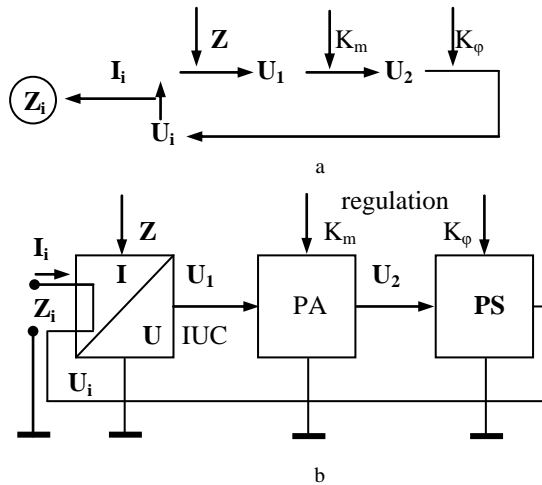 Z K_m K_φ
I_i U_1 U_2
Z_i
U_i
a
regulation
Z K_m K_φ
I_i I U_1 U_2
Z_i PA PS
U IUC
U_i
b